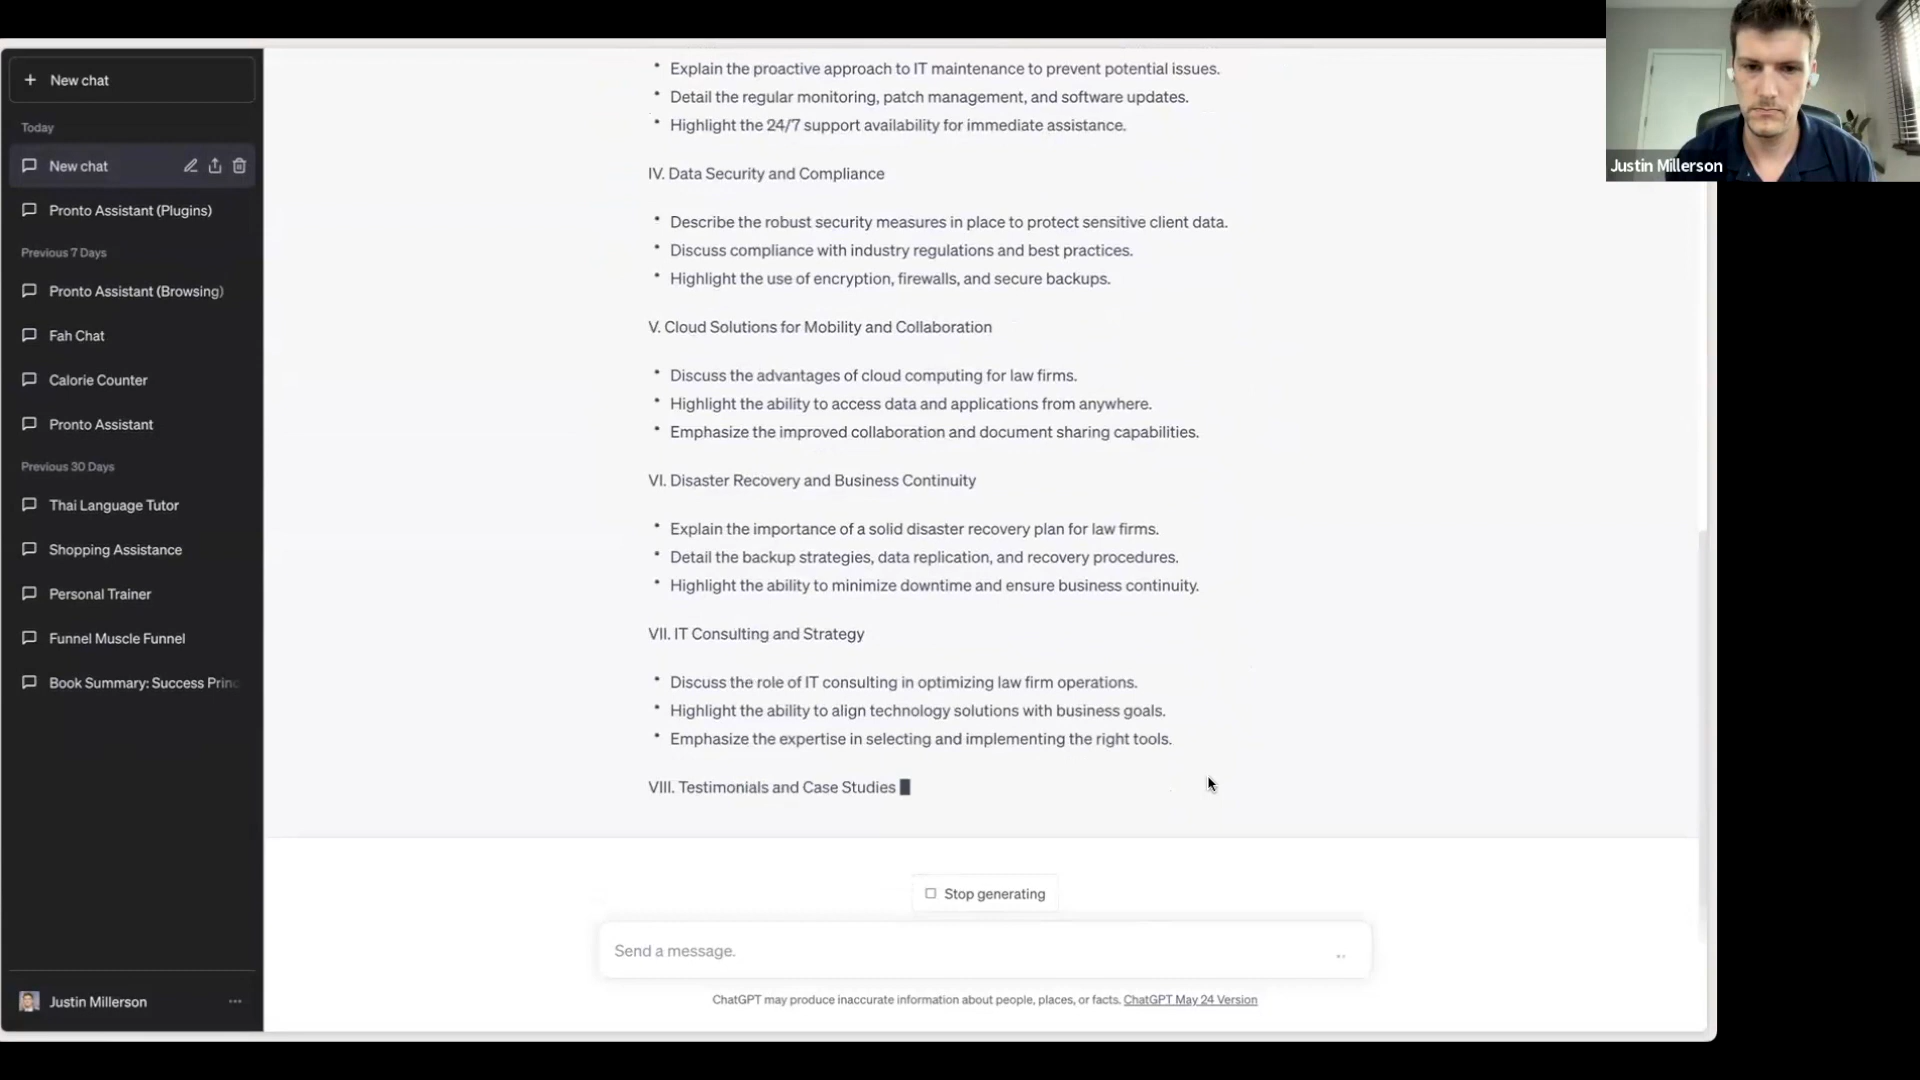 New chat
Today
New chat
Pronto Assistant (Plugins)
Previous 7 Days
Pronto Assistant (Browsing)
Fah Chat
Calorie Counter
Pronto Assistant
Previous 30 Days
Thai Language Tutor
Shopping Assistance
Personal Trainer
Funnel Muscle Funnel
Book Summary: Success Princ
Justin Millerson
• Explain the proactive approach to IT maintenance to prevent potential issues.
• Detail the regular monitoring, patch management, and software updates.
• Highlight the 24/7 support availability for immediate assistance.
IV. Data Security and Compliance
• Describe the robust security measures in place to protect sensitive client data.
• Discuss compliance with industry regulations and best practices.
• Highlight the use of encryption, firewalls, and secure backups.
V. Cloud Solutions for Mobility and Collaboration
• Discuss the advantages of cloud computing for law firms.
• Highlight the ability to access data and applications from anywhere.
• Emphasize the improved collaboration and document sharing capabilities.
VI. Disaster Recovery and Business Continuity
• Explain the importance of a solid disaster recovery plan for law firms.
• Detail the backup strategies, data replication, and recovery procedures.
• Highlight the ability to minimize downtime and ensure business continuity.
VII. IT Consulting and Strategy
• Discuss the role of IT consulting in optimizing law firm operations.
• Highlight the ability to align technology solutions with business goals.
• Emphasize the expertise in selecting and implementing the right tools.
VIII. Testimonials and Case Studies
Stop generating
Send a message.
ChatGPT may produce inaccurate information about people, places, or facts. ChatGPT May 24 Version
Justin Millerson